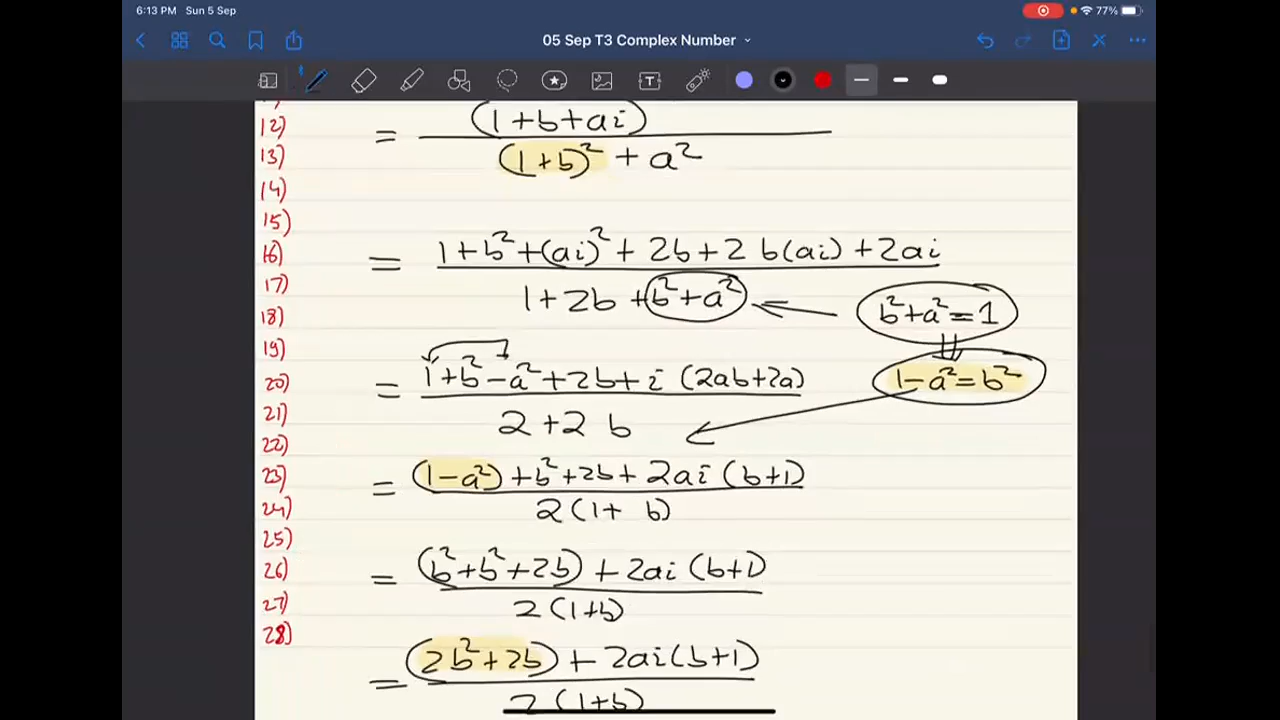 6:13 PM Sun 5 Sep 77%
05 Sep T3 Complex Number
12) = (1+b+ai)
13) (1+b)² + a²
14)
15)
16) = 1+b²+(ai)²+2b+2 b(ai)+2ai
17) 1+2b+b²+a² b²+a²=1
18)
19)
20) = 1+b²-a²+2b+i (2ab+2a) 1-a²=b²
21) 2+2 b
22)
23) = (1-a²)+b²+2b+2ai (b+1)
24) 2(1+ b)
25)
26) = (b²+b²+2b)+2ai (b+1)
27) 2(1+b)
28)
= (2b²+2b)+2ai(b+1)
2(1+b)